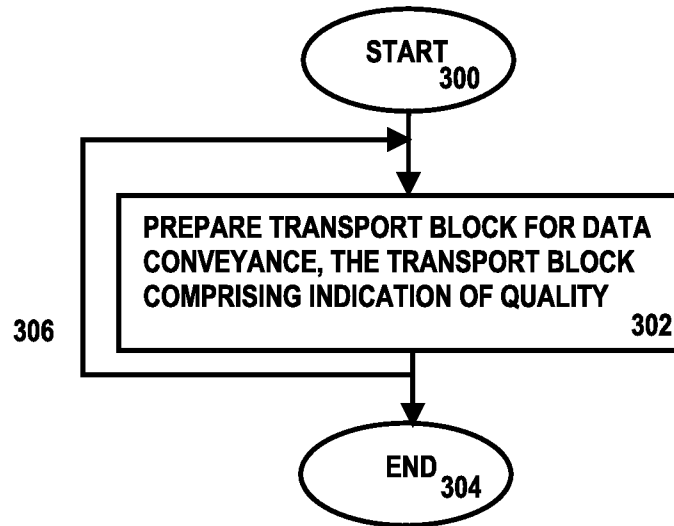 START
300
PREPARE TRANSPORT BLOCK FOR DATA
CONVEYANCE, THE TRANSPORT BLOCK
COMPRISING INDICATION OF QUALITY
302
306
END
304